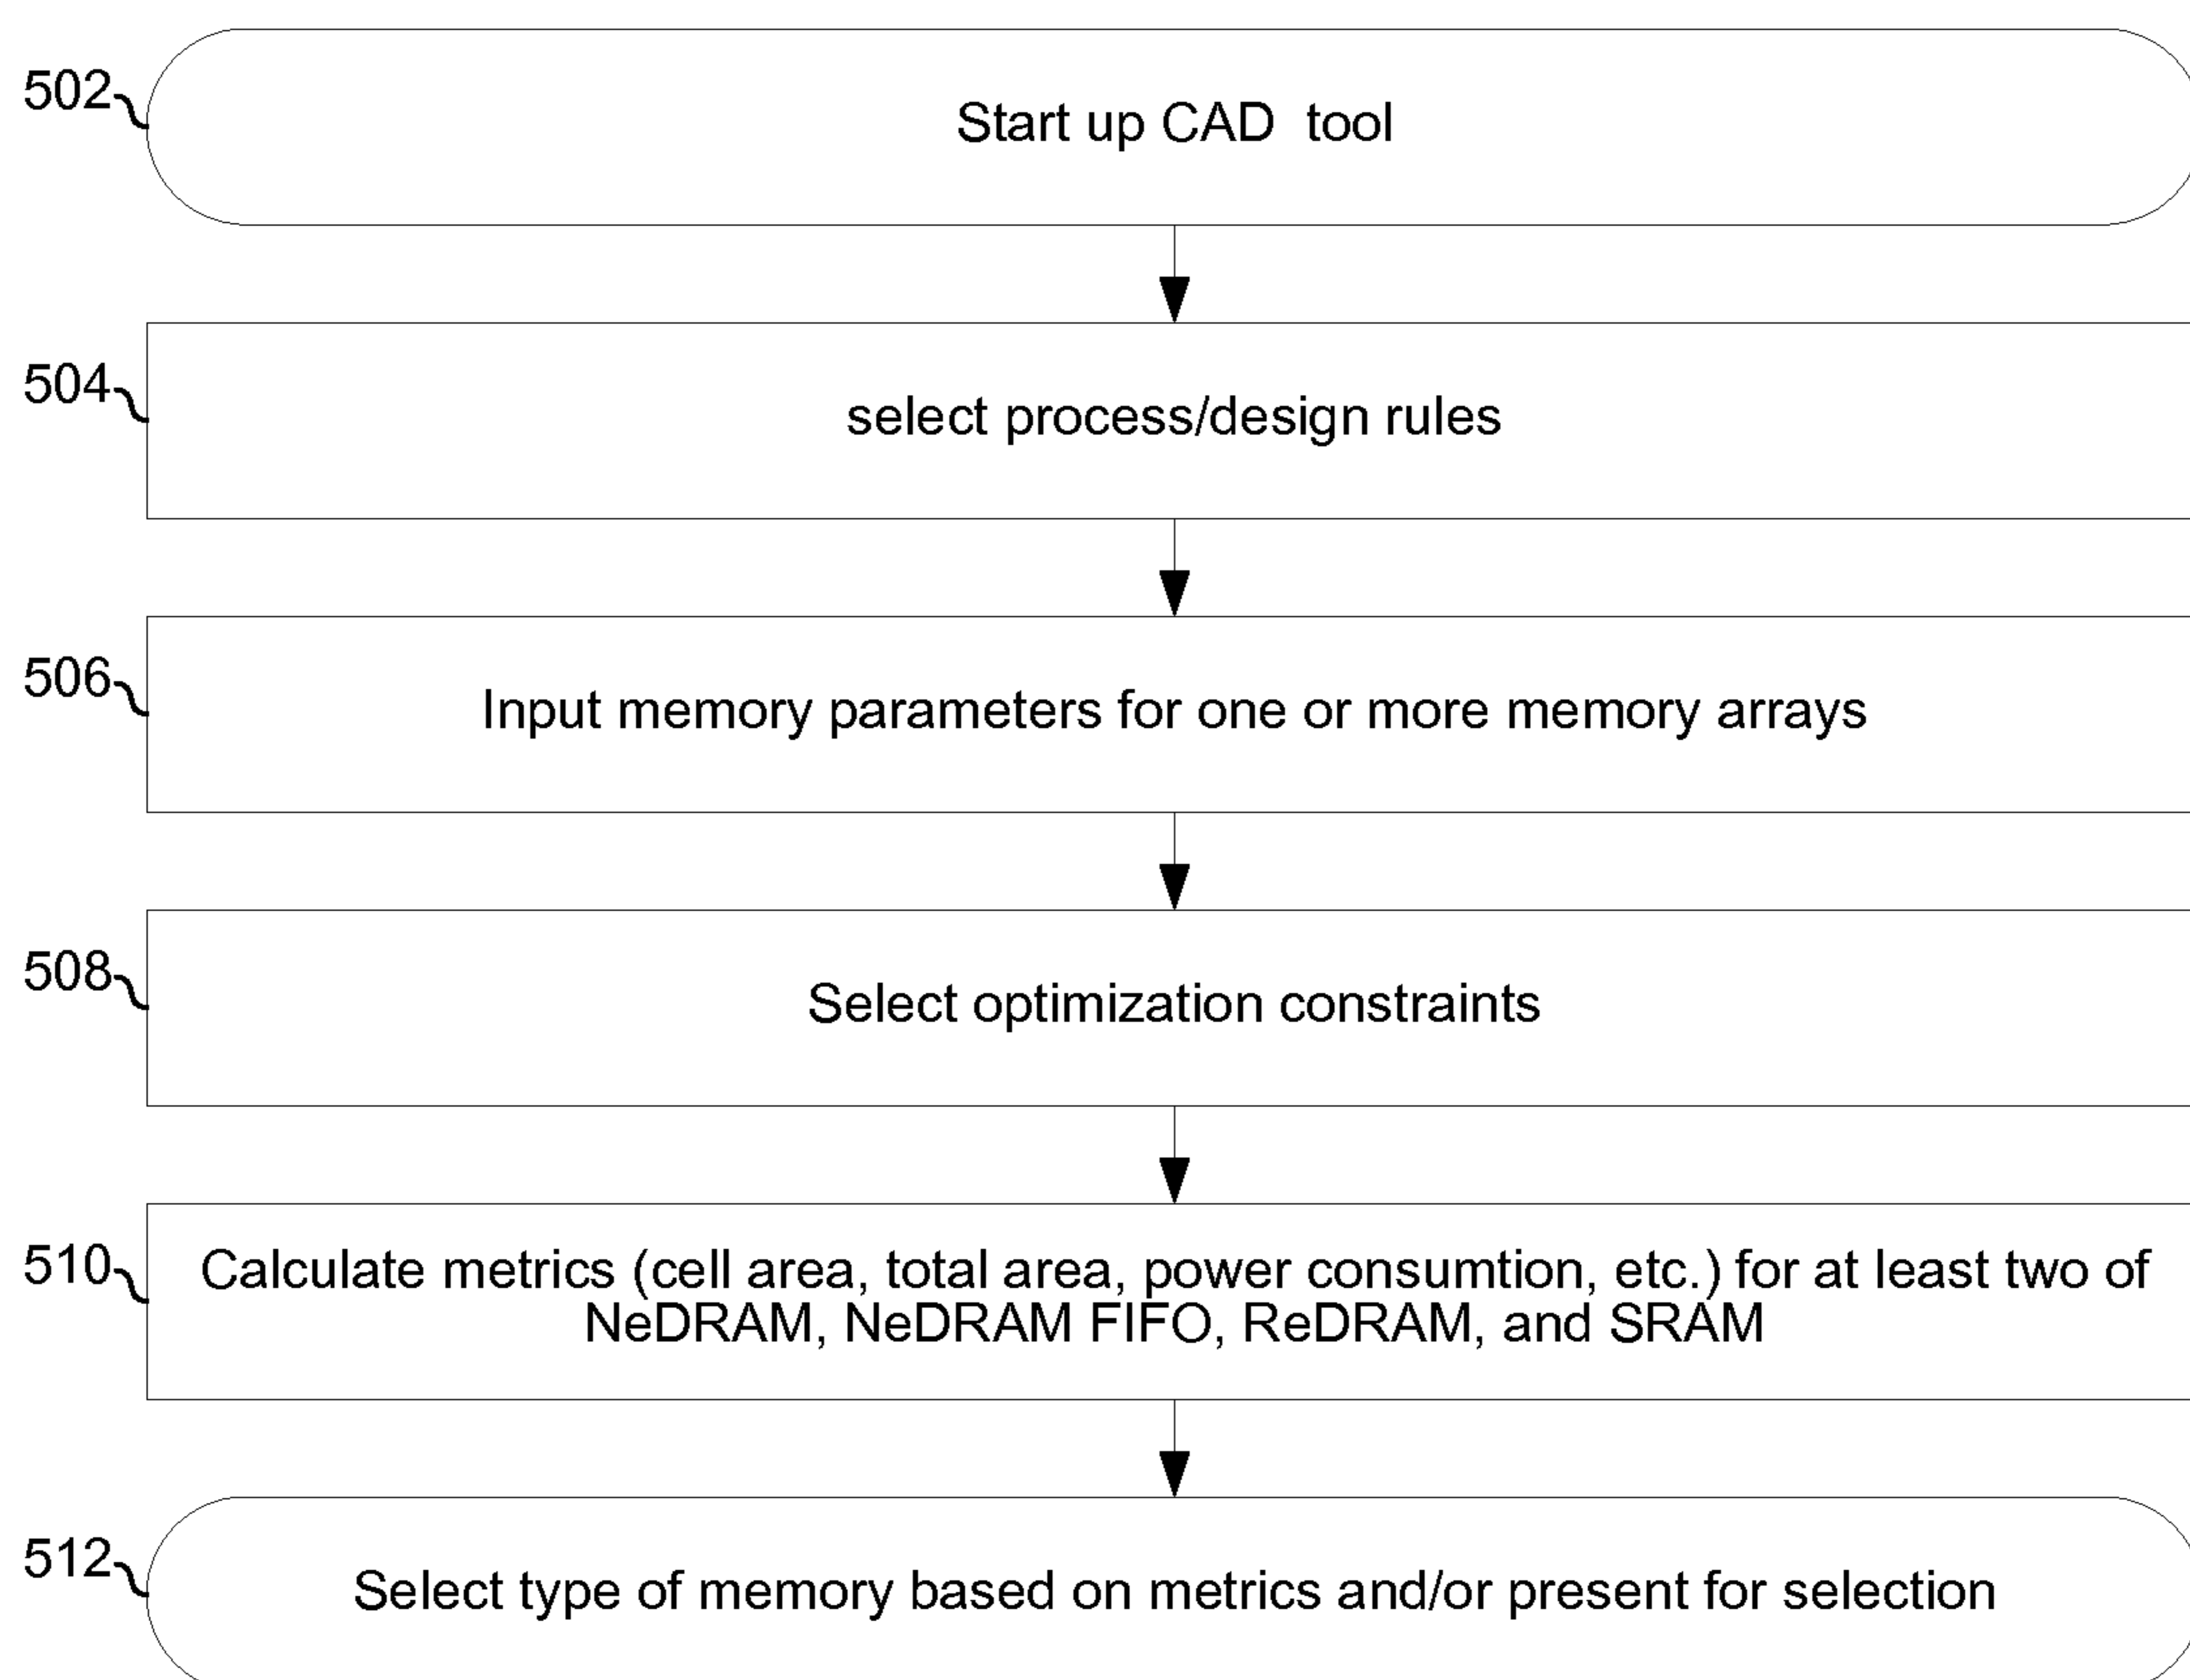 502
Start up CAD tool
504
select process/design rules
506
Input memory parameters for one or more memory arrays
508
Select optimization constraints
510
Calculate metrics (cell area, total area, power consumtion, etc.) for at least two of
NeDRAM, NeDRAM FIFO, ReDRAM, and SRAM
512
Select type of memory based on metrics and/or present for selection